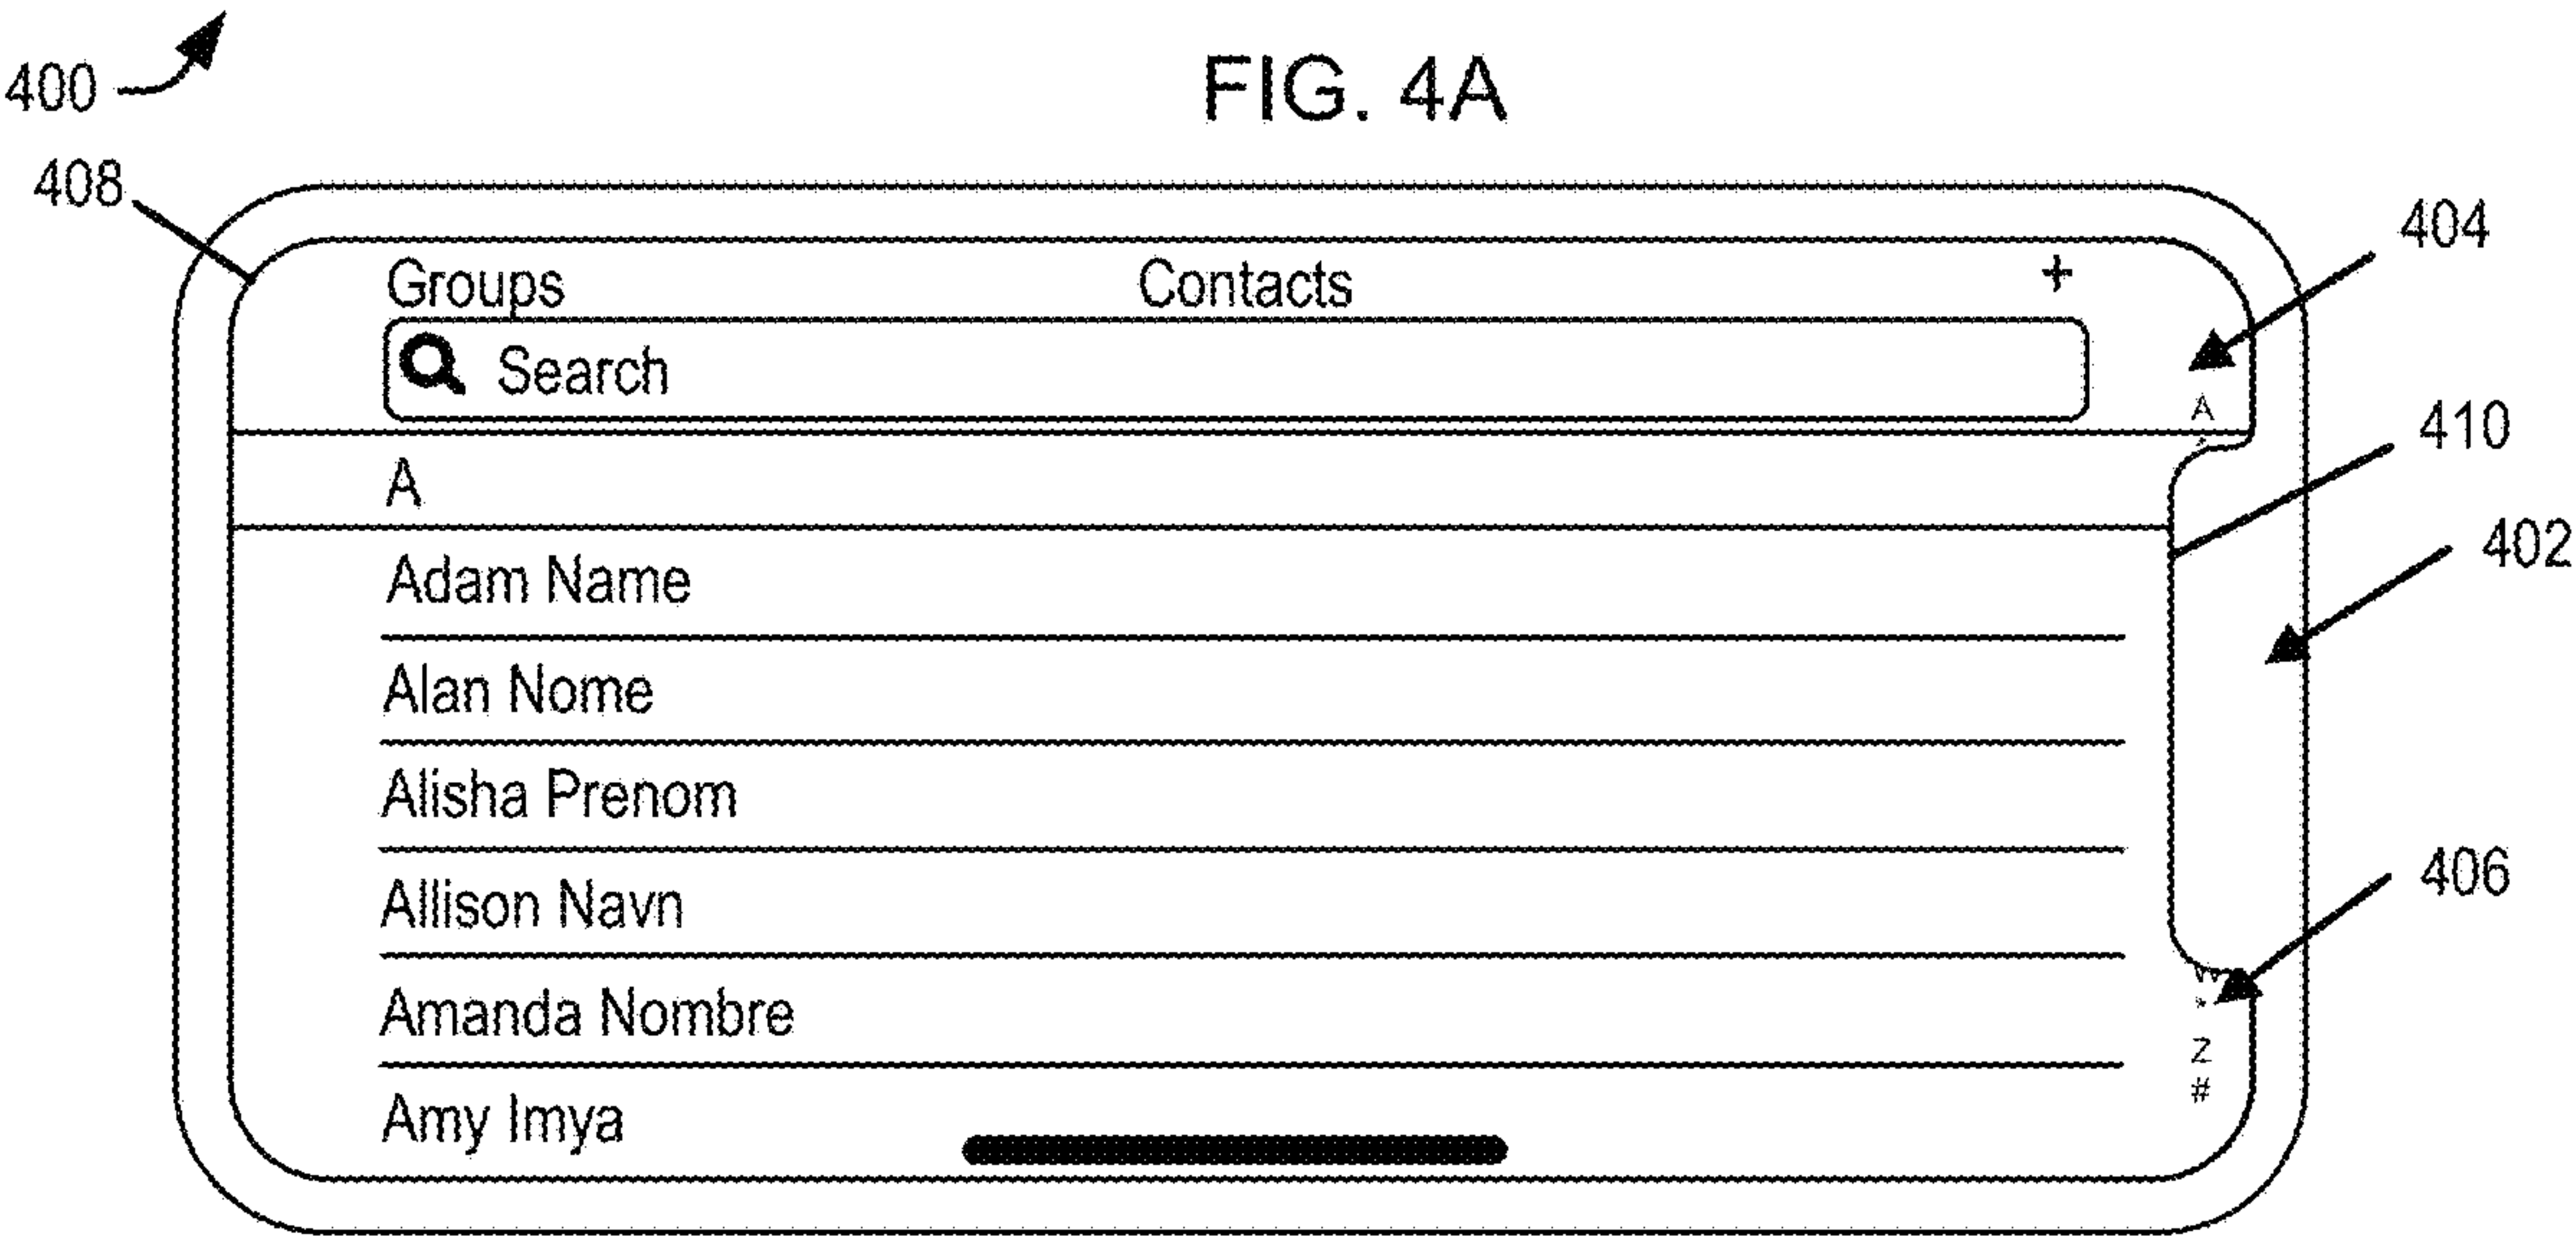 400
FIG. 4A
408
404
Groups Contacts +
Search
A
410
A
402
Adam Name
Alan Nome
Alisha Prenom
406
Allison Navn
W
Amanda Nombre
Z
#
Amy Imya